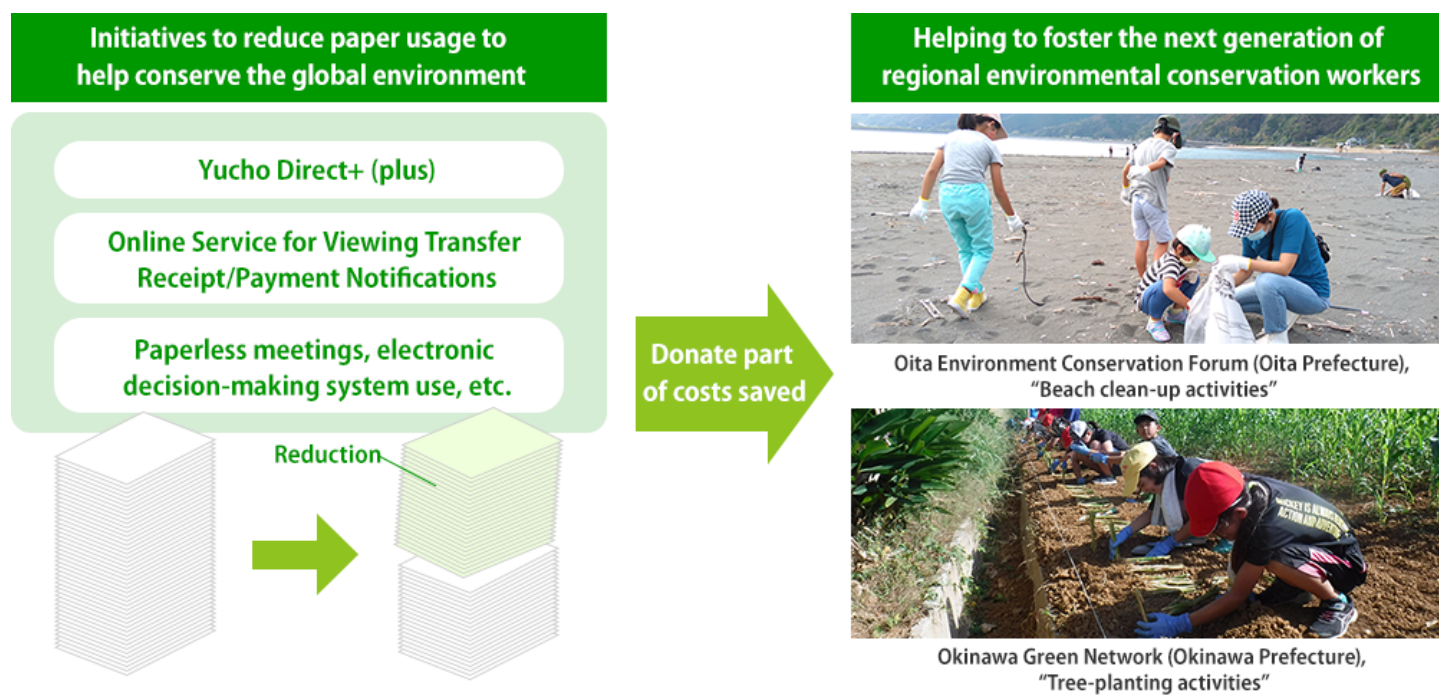 Initiatives to reduce paper usage to
help conserve the global environment
Yucho Direct+ (plus)
Online Service for Viewing Transfer
Receipt/Payment Notifications
Paperless meetings, electronic
decision-making system use, etc.
Reduction
Donate part
of costs saved
Helping to foster the next generation of
regional environmental conservation workers
Oita Environment Conservation Forum (Oita Prefecture),
“Beach clean-up activities”
ACTION AND
Okinawa Green Network (Okinawa Prefecture),
“Tree-planting activities”